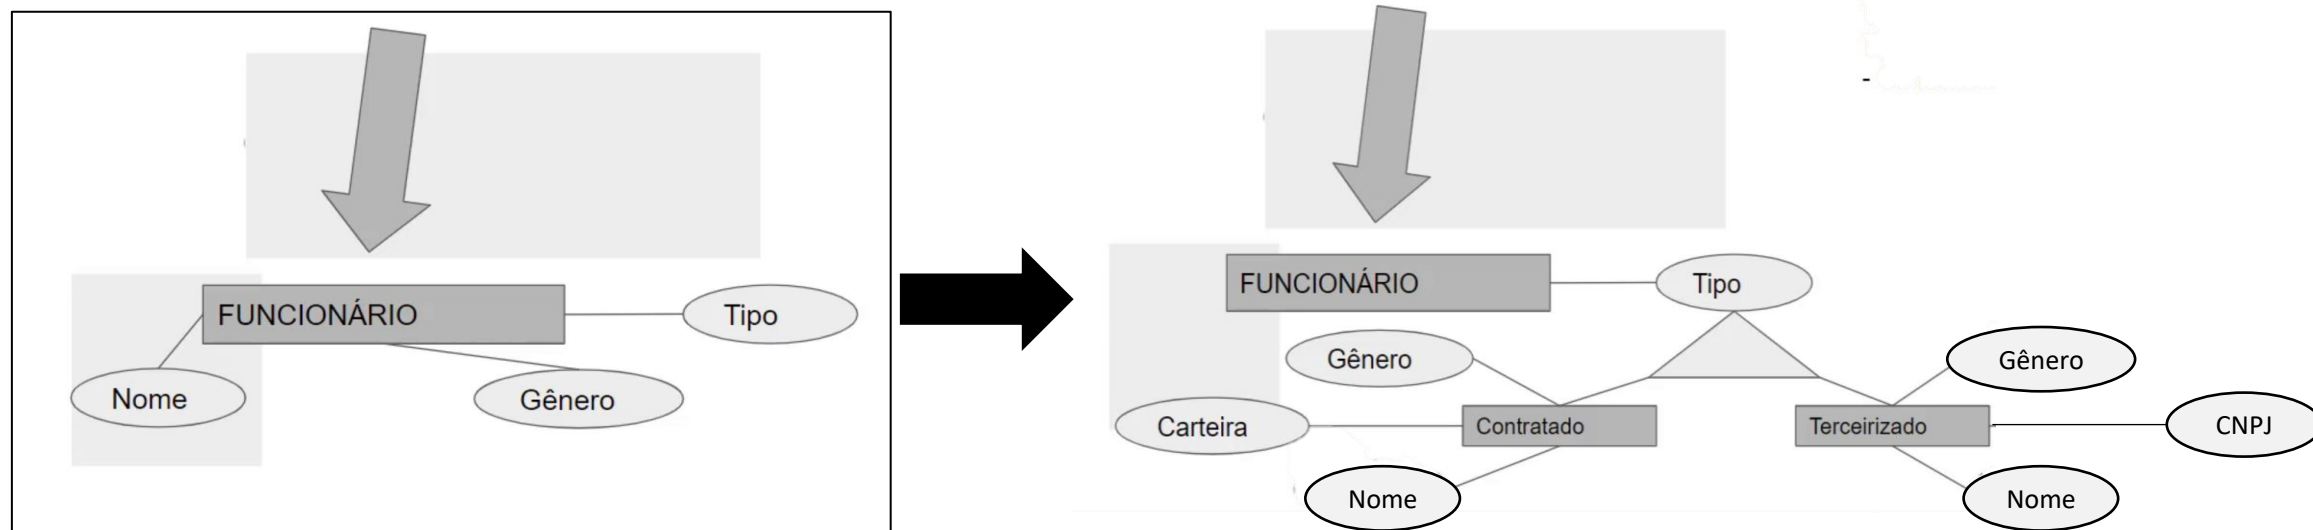 FUNCIONÁRIO
Tipo
Nome
Gênero
FUNCIONÁRIO
Tipo
Gênero
Gênero
Carteira
Contratado
Terceirizado
CNPJ
Nome
Nome